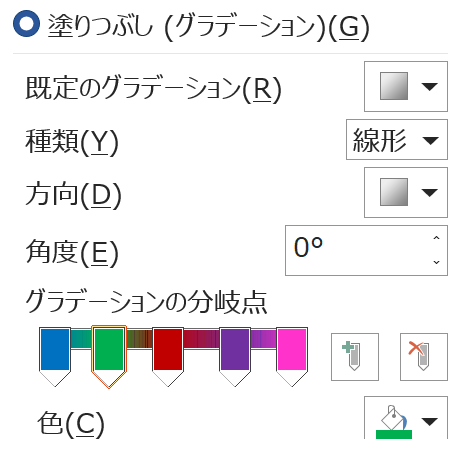 塗りつぶし (グラデーション)(G)
既定のグラデーション(R)
種類(Y) 線形
方向(D)
角度(E) 0°
グラデーションの分岐点
色(C)